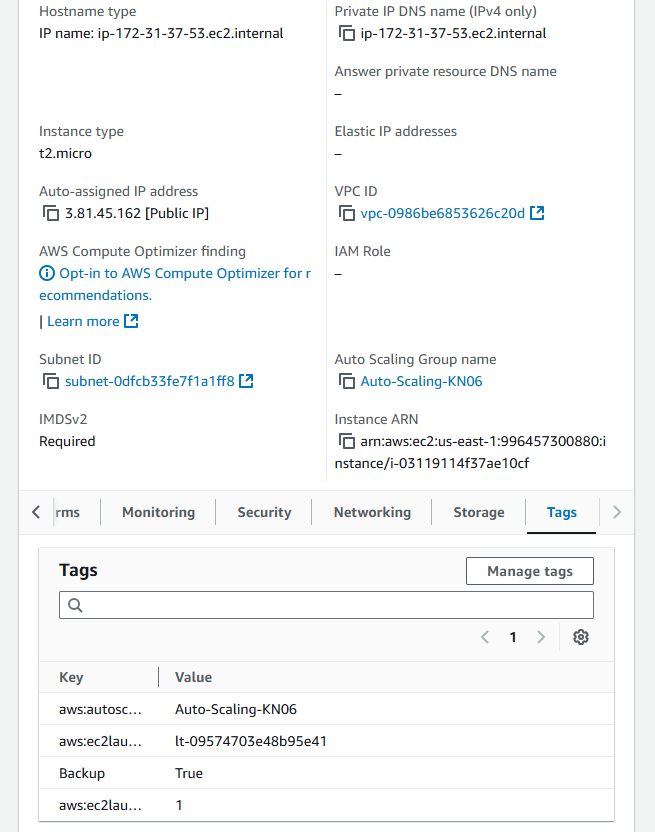 Hostname type
IP name: ip-172-31-37-53.ec2.internal
Private IP DNS name (IPv4 only)
ip-172-31-37-53.ec2.internal
Answer private resource DNS name
–
Instance type
t2.micro
Elastic IP addresses
–
Auto-assigned IP address
3.81.45.162 [Public IP]
VPC ID
vpc-0986be6853626c20d
AWS Compute Optimizer finding
Opt-in to AWS Compute Optimizer for r
ecommendations.
| Learn more
IAM Role
–
Subnet ID
subnet-0dfcb33fe7f1a1ff8
Auto Scaling Group name
Auto-Scaling-KN06
IMDSv2
Required
Instance ARN
arn:aws:ec2:us-east-1:996457300880:i
nstance/i-03119114f37ae10cf
rms Monitoring Security Networking Storage Tags
Tags
Manage tags
1
Key Value
aws:autosc... Auto-Scaling-KN06
aws:ec2lau... lt-09574703e48b95e41
Backup True
aws:ec2lau... 1